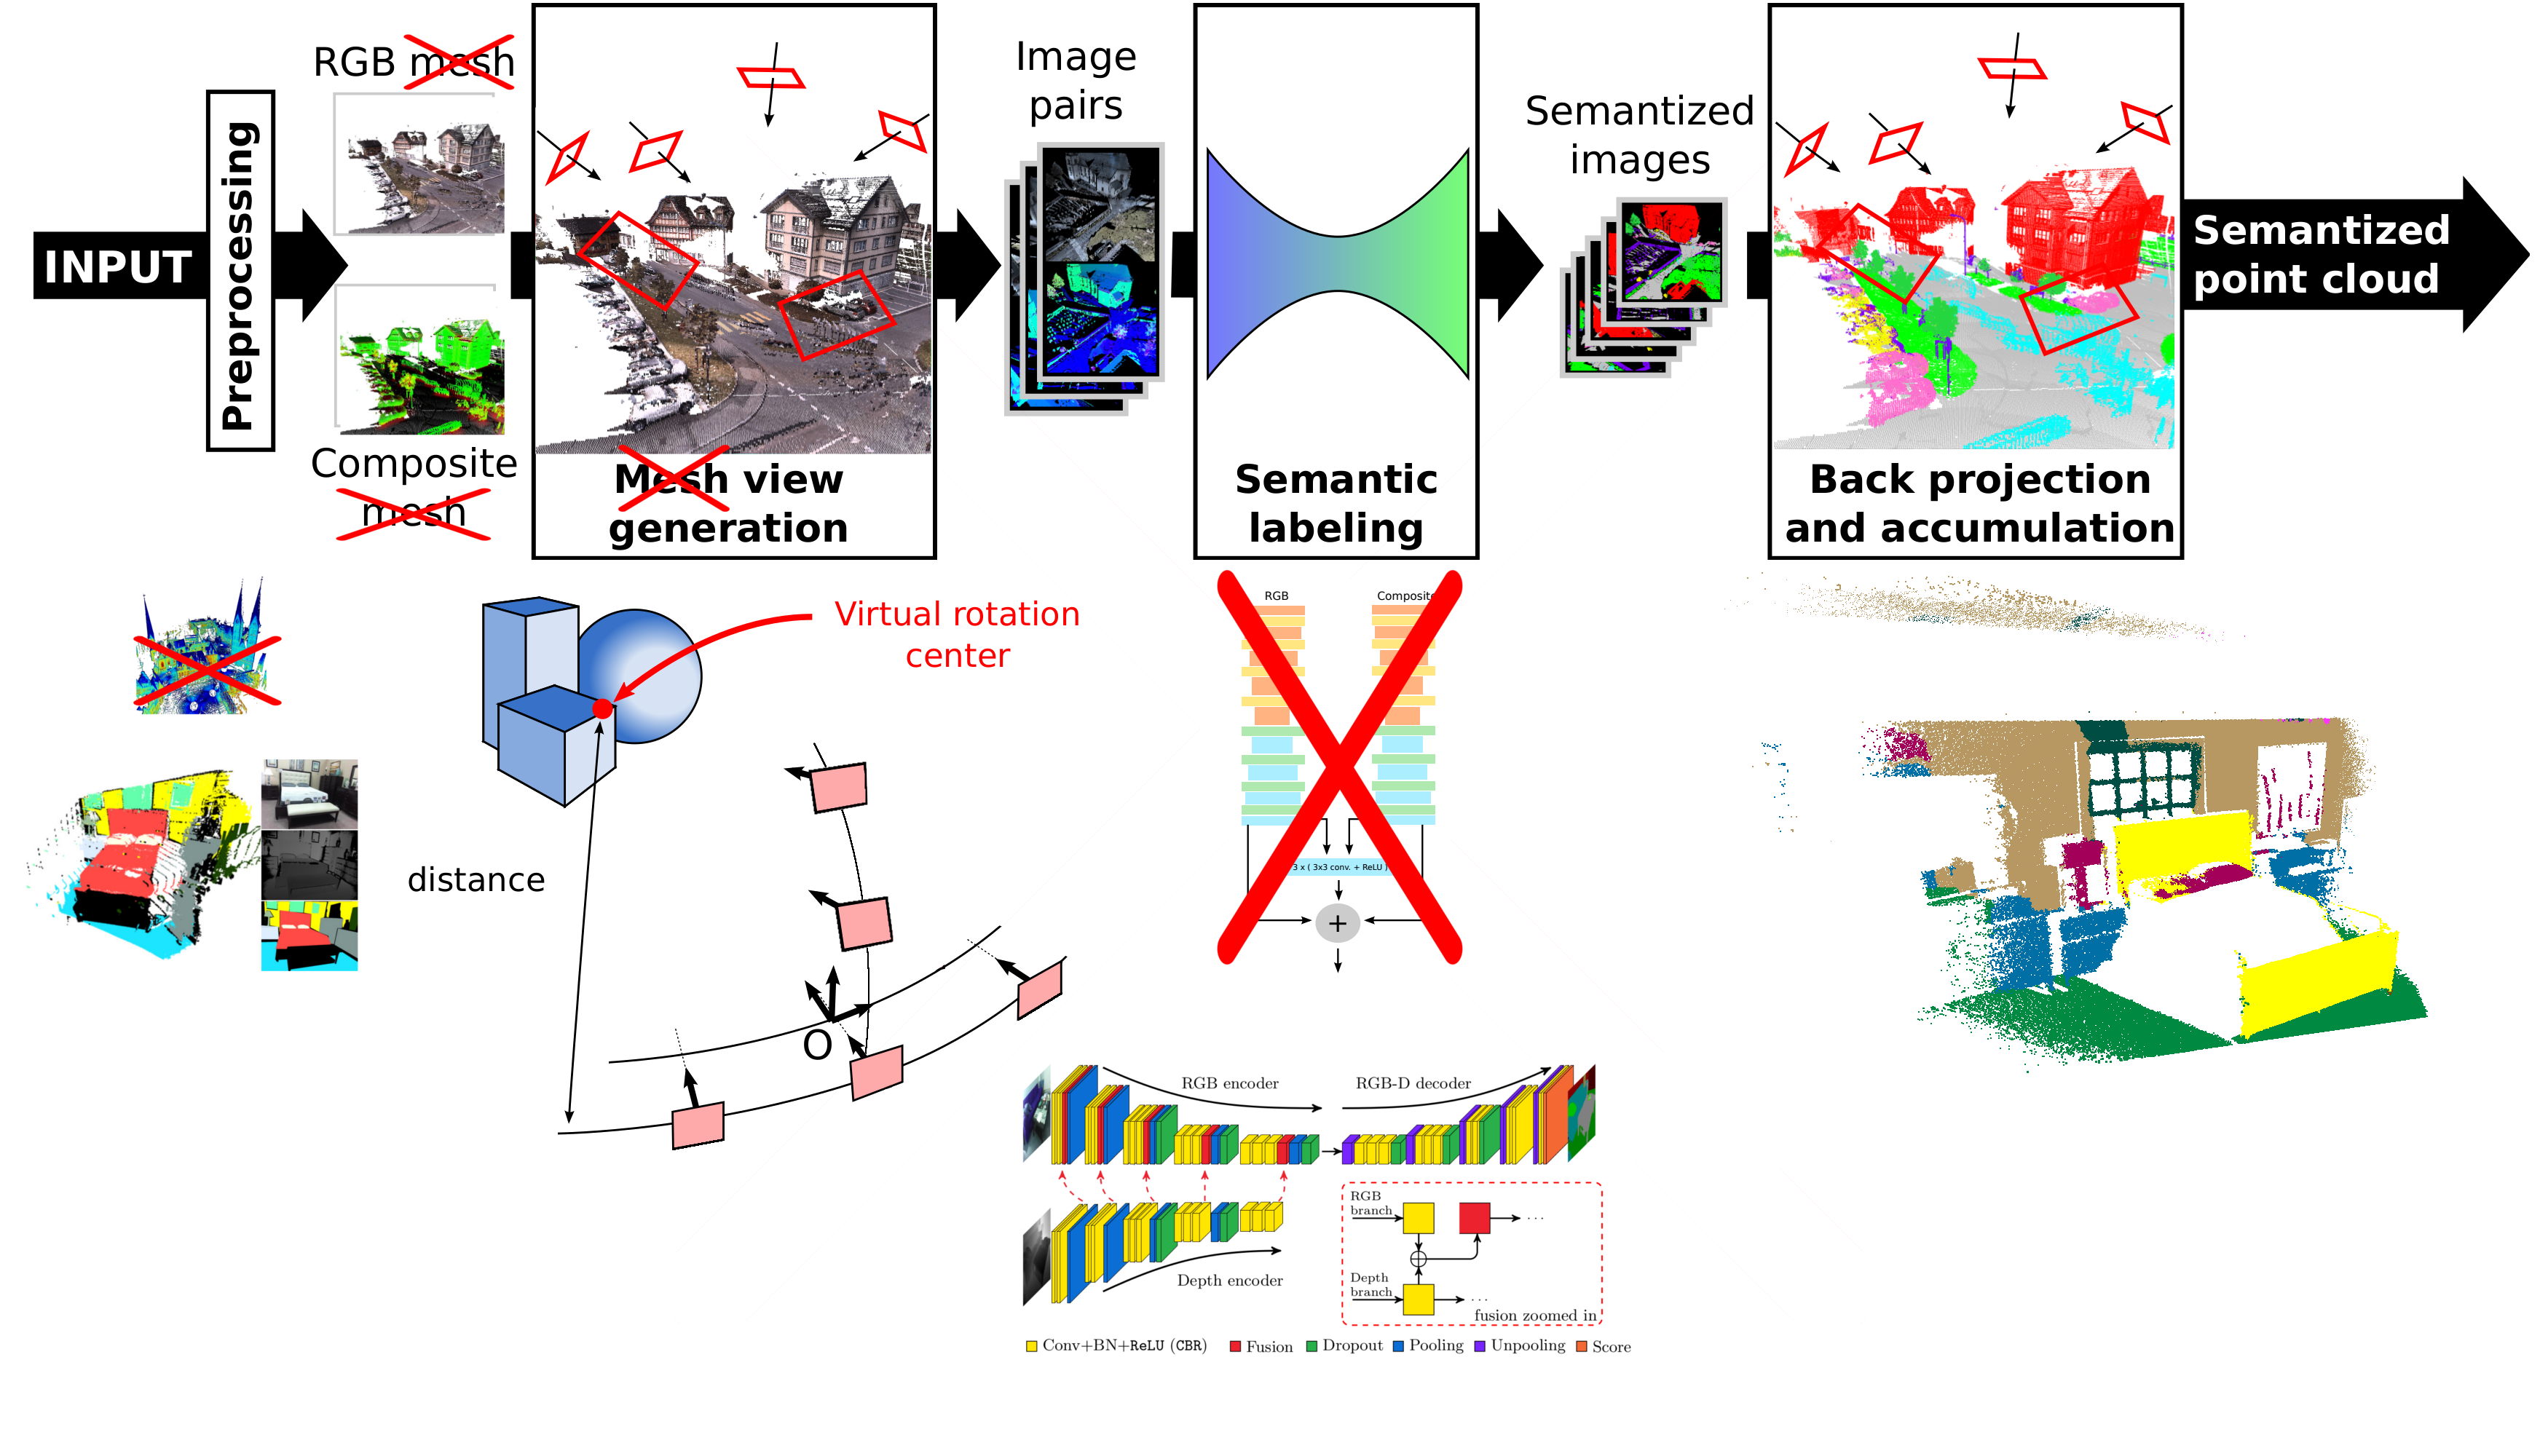 RGB mesh
Image
pairs
Semantized
images
Preprocessing
INPUT
Semantized
point cloud
Composite
mesh
Mesh view
generation
Semantic
labeling
Back projection
and accumulation
Virtual rotation
center
distance
O
RGB
Composite
3 x ( 3x3 conv. + ReLU )
+
RGB encoder
RGB-D decoder
Depth encoder
RGB
branch
...
Depth
branch
...
fusion zoomed in
Conv+BN+ReLU (CBR)
Fusion
Dropout
Pooling
Unpooling
Score